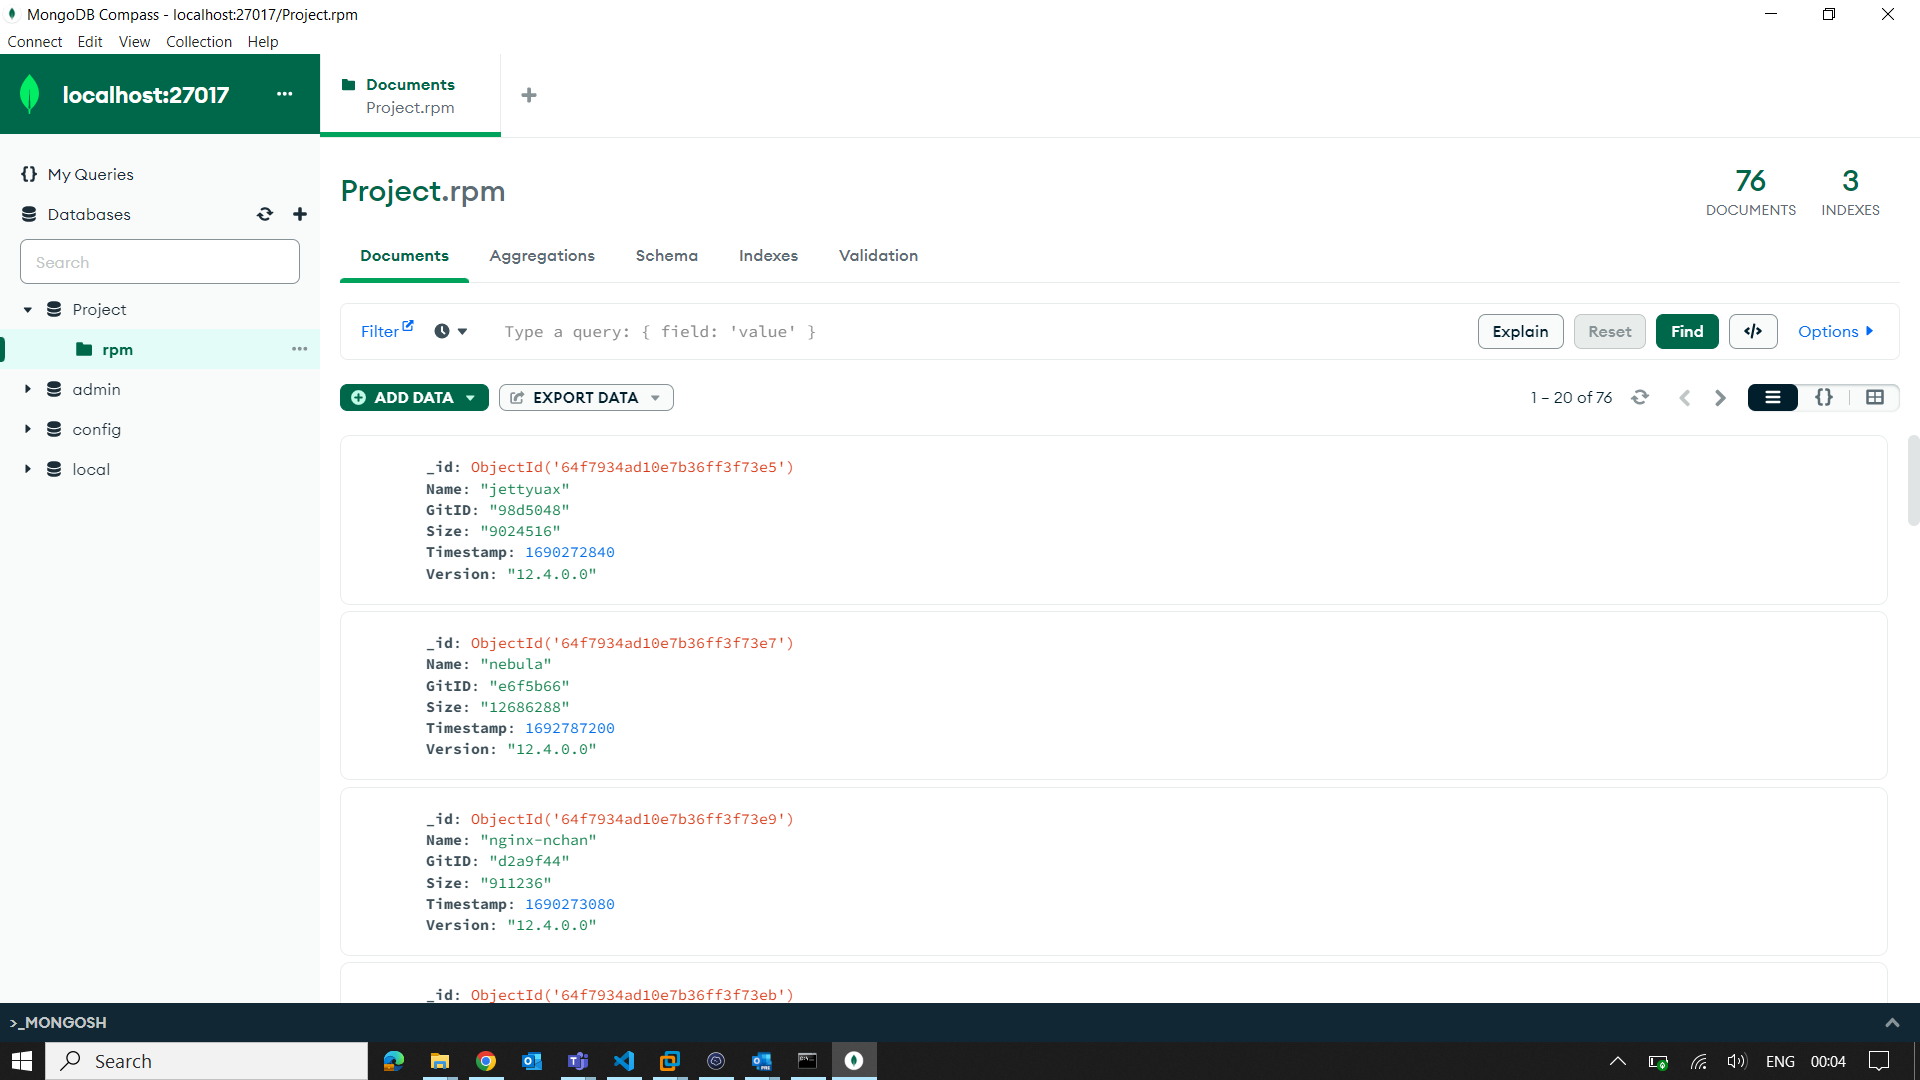 MongoDB Compass - localhost:27017/Project.rpm
Connect Edit View Collection Help
localhost:27017
Documents
Project.rpm
My Queries
Databases
Search
Project
rpm
admin
config
local
Project.rpm
76
DOCUMENTS
3
INDEXES
Documents Aggregations Schema Indexes Validation
Filter Type a query: { field: 'value' } Explain Reset Find </> Options
ADD DATA EXPORT DATA 1 – 20 of 76 {}
_id: ObjectId('64f7934ad10e7b36ff3f73e5')
Name: "jettyuax"
GitID: "98d5048"
Size: "9024516"
Timestamp: 1690272840
Version: "12.4.0.0"
_id: ObjectId('64f7934ad10e7b36ff3f73e7')
Name: "nebula"
GitID: "e6f5b66"
Size: "12686288"
Timestamp: 1692787200
Version: "12.4.0.0"
_id: ObjectId('64f7934ad10e7b36ff3f73e9')
Name: "nginx-nchan"
GitID: "d2a9f44"
Size: "911236"
Timestamp: 1690273080
Version: "12.4.0.0"
_id: ObjectId('64f7934ad10e7b36ff3f73eb')
>_MONGOSH
Search ENG 00:04